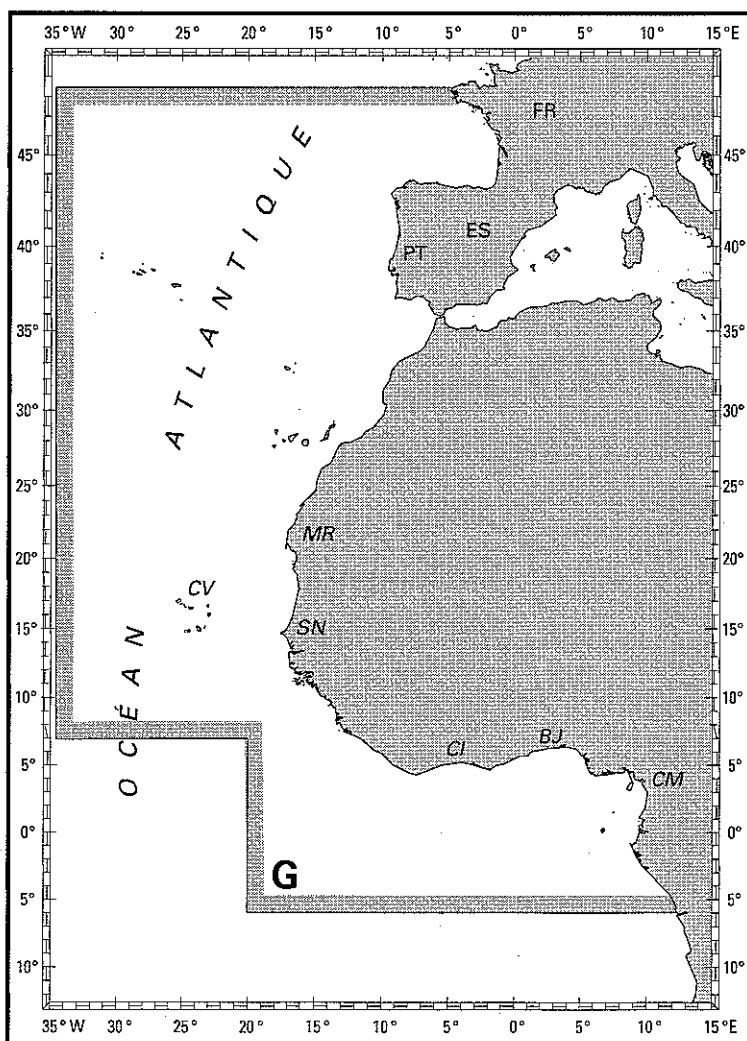 35°W 30° 25° 20° 15° 10° 5° 0° 5° 10° 15°E
FR
45° 45°
ATLANTIQUE
ES
40° PT 40°
35° 35°
30° 30°
25° 25°
MR
20° 20°
CV
15° SN 15°
OCÉAN
10° 10°
CI BJ
5° CM 5°
0° 0°
G
5° 5°
10° 10°
35°W 30° 25° 20° 15° 10° 5° 0° 5° 10° 15°E